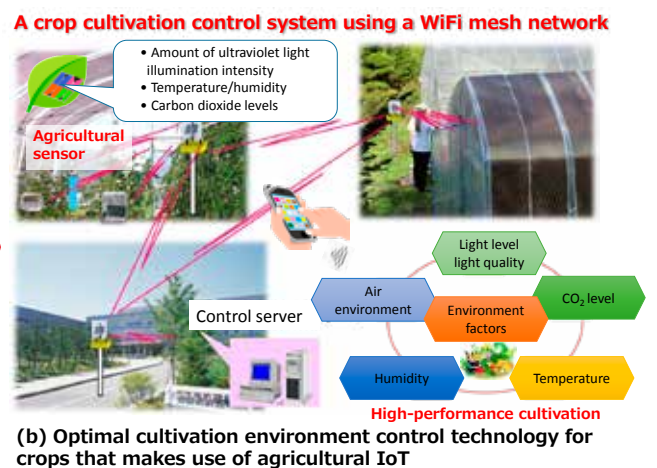 A crop cultivation control system using a WiFi mesh network
• Amount of ultraviolet light
illumination intensity
• Temperature/humidity
• Carbon dioxide levels
Agricultural
sensor
Light level
light quality
Air
environment
CO₂ level
Environment
factors
Control server
Humidity
Temperature
High-performance cultivation
(b) Optimal cultivation environment control technology for
crops that makes use of agricultural IoT